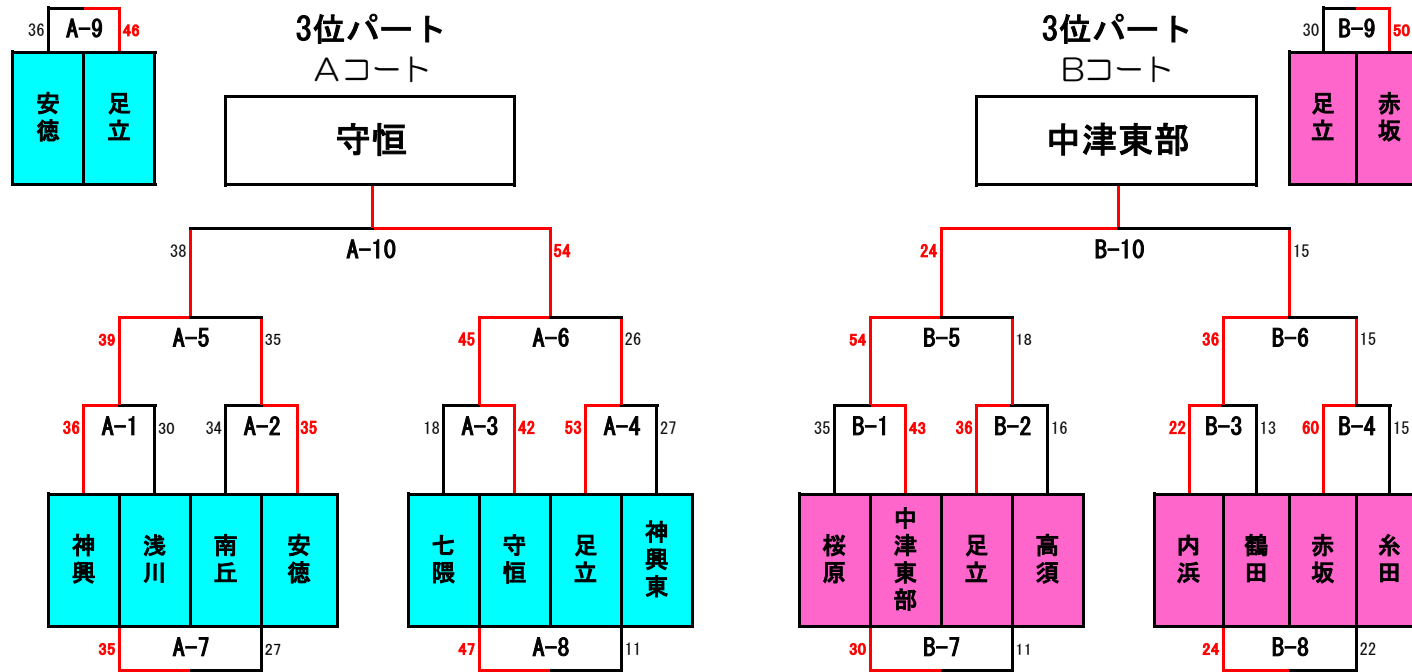 36 A-9 46
安徳 足立
3位パート
Aコート
守恒
38 A-10 54
39 A-5 35
45 A-6 26
36 A-1 30
34 A-2 35
18 A-3 42
53 A-4 27
神興 浅川 南丘 安徳
七隈 守恒 足立 神興東
35 A-7 27
47 A-8 11
3位パート
Bコート
中津東部
30 B-9 50
足立 赤坂
24 B-10 15
54 B-5 18
36 B-6 15
35 B-1 43
36 B-2 16
22 B-3 13
60 B-4 15
桜原 中津東部 足立 高須
内浜 鶴田 赤坂 糸田
30 B-7 11
24 B-8 22